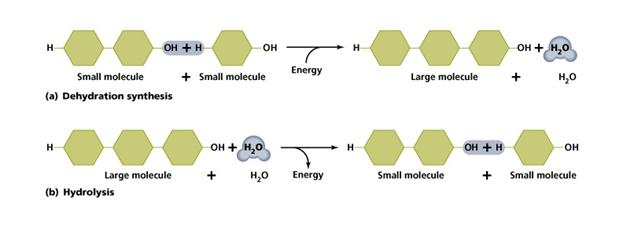 H OH + H OH H OH + H₂O
Energy
Small molecule + Small molecule Large molecule + H₂O
(a) Dehydration synthesis
H OH + H₂O H OH + H OH
Large molecule + H₂O Energy Small molecule + Small molecule
(b) Hydrolysis